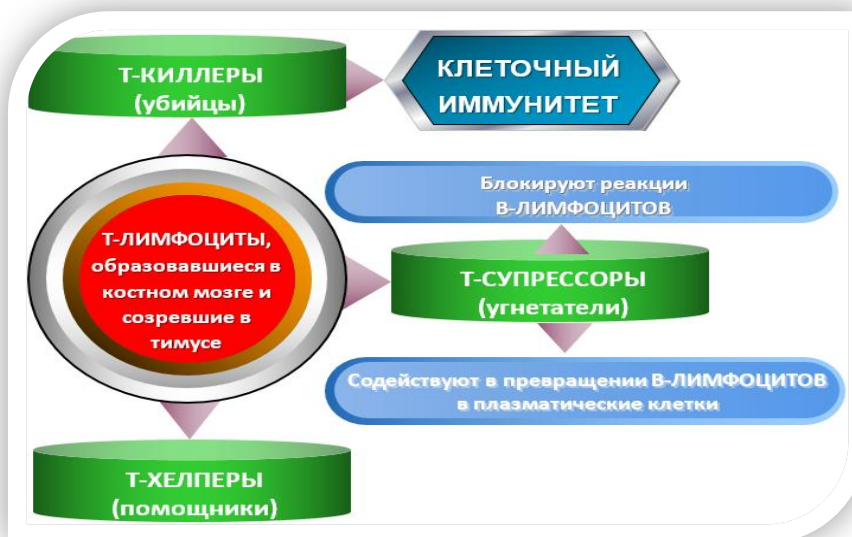 Т-КИЛЛЕРЫ
(убийцы)
КЛЕТОЧНЫЙ
ИММУНИТЕТ
Блокируют реакции
В-ЛИМФОЦИТОВ
Т-ЛИМФОЦИТЫ,
образовавшиеся в
костном мозге и
созревшие в
тимусе
Т-СУПРЕССОРЫ
(угнетатели)
Содействуют в превращении В-ЛИМФОЦИТОВ
в плазматические клетки
Т-ХЕЛПЕРЫ
(помощники)